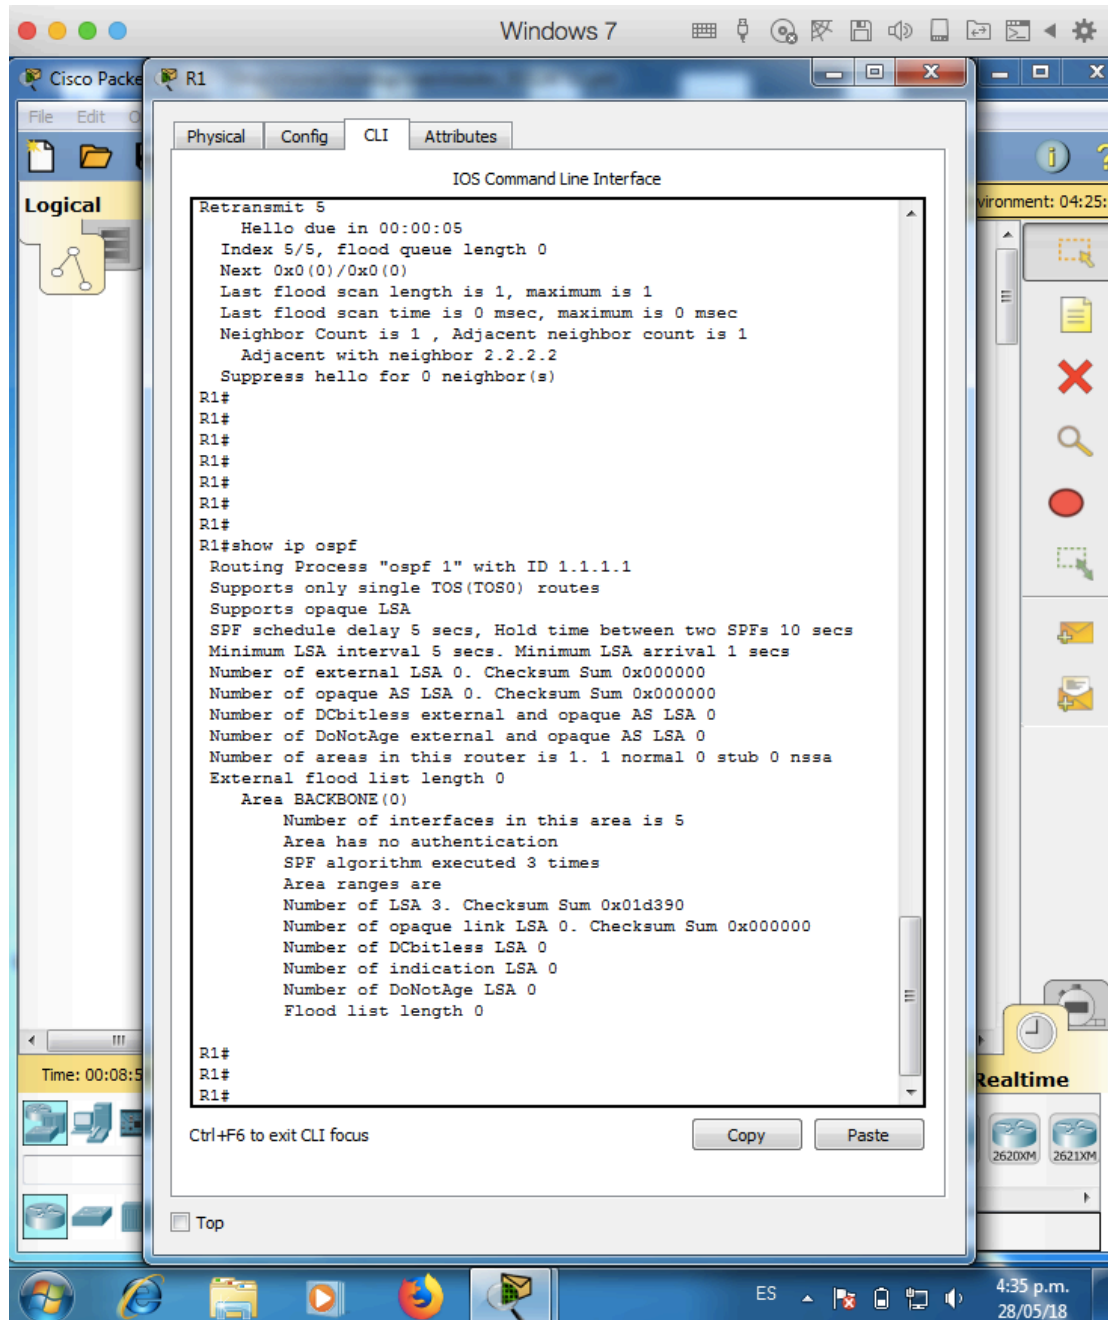 Windows 7
Cisco Packe
R1
File Edit O
Physical Config CLI Attributes
IOS Command Line Interface
Logical
vironment: 04:25:
Retransmit 5
Hello due in 00:00:05
Index 5/5, flood queue length 0
Next 0x0(0)/0x0(0)
Last flood scan length is 1, maximum is 1
Last flood scan time is 0 msec, maximum is 0 msec
Neighbor Count is 1 , Adjacent neighbor count is 1
Adjacent with neighbor 2.2.2.2
Suppress hello for 0 neighbor(s)
R1#
R1#
R1#
R1#
R1#
R1#
R1#
R1#show ip ospf
Routing Process "ospf 1" with ID 1.1.1.1
Supports only single TOS(TOS0) routes
Supports opaque LSA
SPF schedule delay 5 secs, Hold time between two SPFs 10 secs
Minimum LSA interval 5 secs. Minimum LSA arrival 1 secs
Number of external LSA 0. Checksum Sum 0x000000
Number of opaque AS LSA 0. Checksum Sum 0x000000
Number of DCbitless external and opaque AS LSA 0
Number of DoNotAge external and opaque AS LSA 0
Number of areas in this router is 1. 1 normal 0 stub 0 nssa
External flood list length 0
Area BACKBONE(0)
Number of interfaces in this area is 5
Area has no authentication
SPF algorithm executed 3 times
Area ranges are
Number of LSA 3. Checksum Sum 0x01d390
Number of opaque link LSA 0. Checksum Sum 0x000000
Number of DCbitless LSA 0
Number of indication LSA 0
Number of DoNotAge LSA 0
Flood list length 0
R1#
R1#
R1#
Time: 00:08:5
Realtime
Ctrl+F6 to exit CLI focus
Copy Paste
2620XM 2621XM
Top
ES
4:35 p.m.
28/05/18